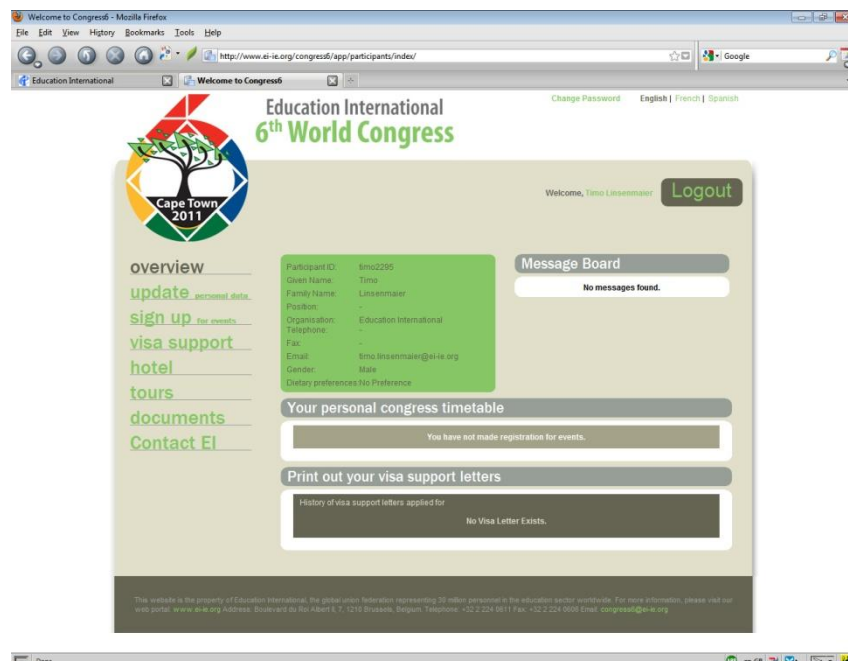 Welcome to Congress6 - Mozilla Firefox
File Edit View History Bookmarks Tools Help
http://www.ei-ie.org/congress6/app/participants/index/
Google
Education International
Welcome to Congress6
Education International
6th World Congress
Change Password English | French | Spanish
Cape Town
2011
Welcome, Timo Linsenmaier
Logout
overview
update personal data
sign up for events
visa support
hotel
tours
documents
Contact EI
Participant ID: timo2295
Given Name: Timo
Family Name: Linsenmaier
Position: -
Organisation: Education International
Telephone: -
Fax: -
Email: timo.linsenmaier@ei-ie.org
Gender: Male
Dietary preferences: No Preference
Message Board
No messages found.
Your personal congress timetable
You have not made registration for events.
Print out your visa support letters
History of visa support letters applied for
No Visa Letter Exists.
This website is the property of Education International, the global union federation representing 30 million personnel in the education sector worldwide. For more information, please visit our
web portal: www.ei-ie.org Address: Boulevard du Roi Albert II, 7, 1210 Brussels, Belgium. Telephone: +32 2 224 0611 Fax: +32 2 224 0606 Email: congress6@ei-ie.org